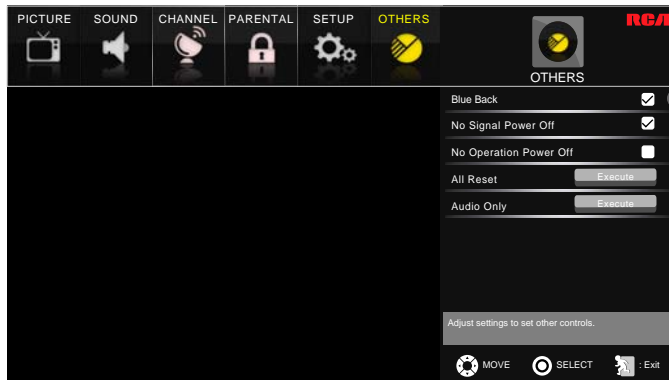 PICTURE SOUND CHANNEL PARENTAL SETUP OTHERS
RCA
OTHERS
Blue Back
No Signal Power Off
No Operation Power Off
All Reset Execute
Audio Only Execute
Adjust settings to set other controls.
MOVE SELECT : Exit